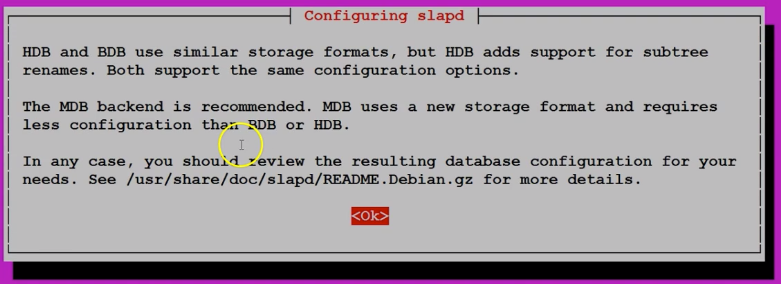 Configuring slapd
HDB and BDB use similar storage formats, but HDB adds support for subtree
renames. Both support the same configuration options.
The MDB backend is recommended. MDB uses a new storage format and requires
less configuration than BDB or HDB.
In any case, you should review the resulting database configuration for your
needs. See /usr/share/doc/slapd/README.Debian.gz for more details.
<Ok>